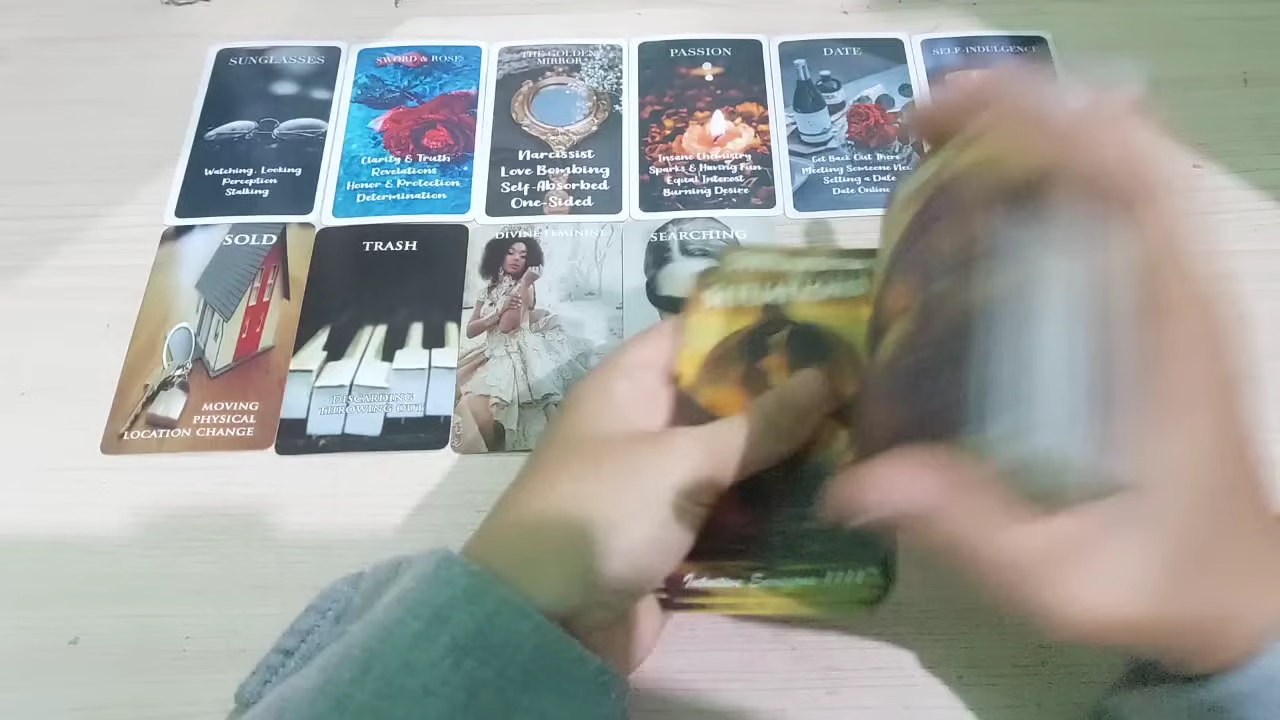 SUNGLASSES
Watching, Looking
Perception
Stalking
SWORD & ROSE
Clarity & Truth
Revelations
Honor & Protection
Determination
THE GOLDEN
MIRROR
Narcissist
Love Bombing
Self-Absorbed
One-Sided
PASSION
Insane Chemistry
Sparks & Having Fun
Equal Interest
Burning Desire
DATE
Get Back Out There
Meeting Someone
Setting a Date
Date Online
SELF-INDULGENCE
SOLD
MOVING
PHYSICAL
LOCATION CHANGE
TRASH
DISCARDING
THROWING OUT
DIVINE FEMININE
SEARCHING